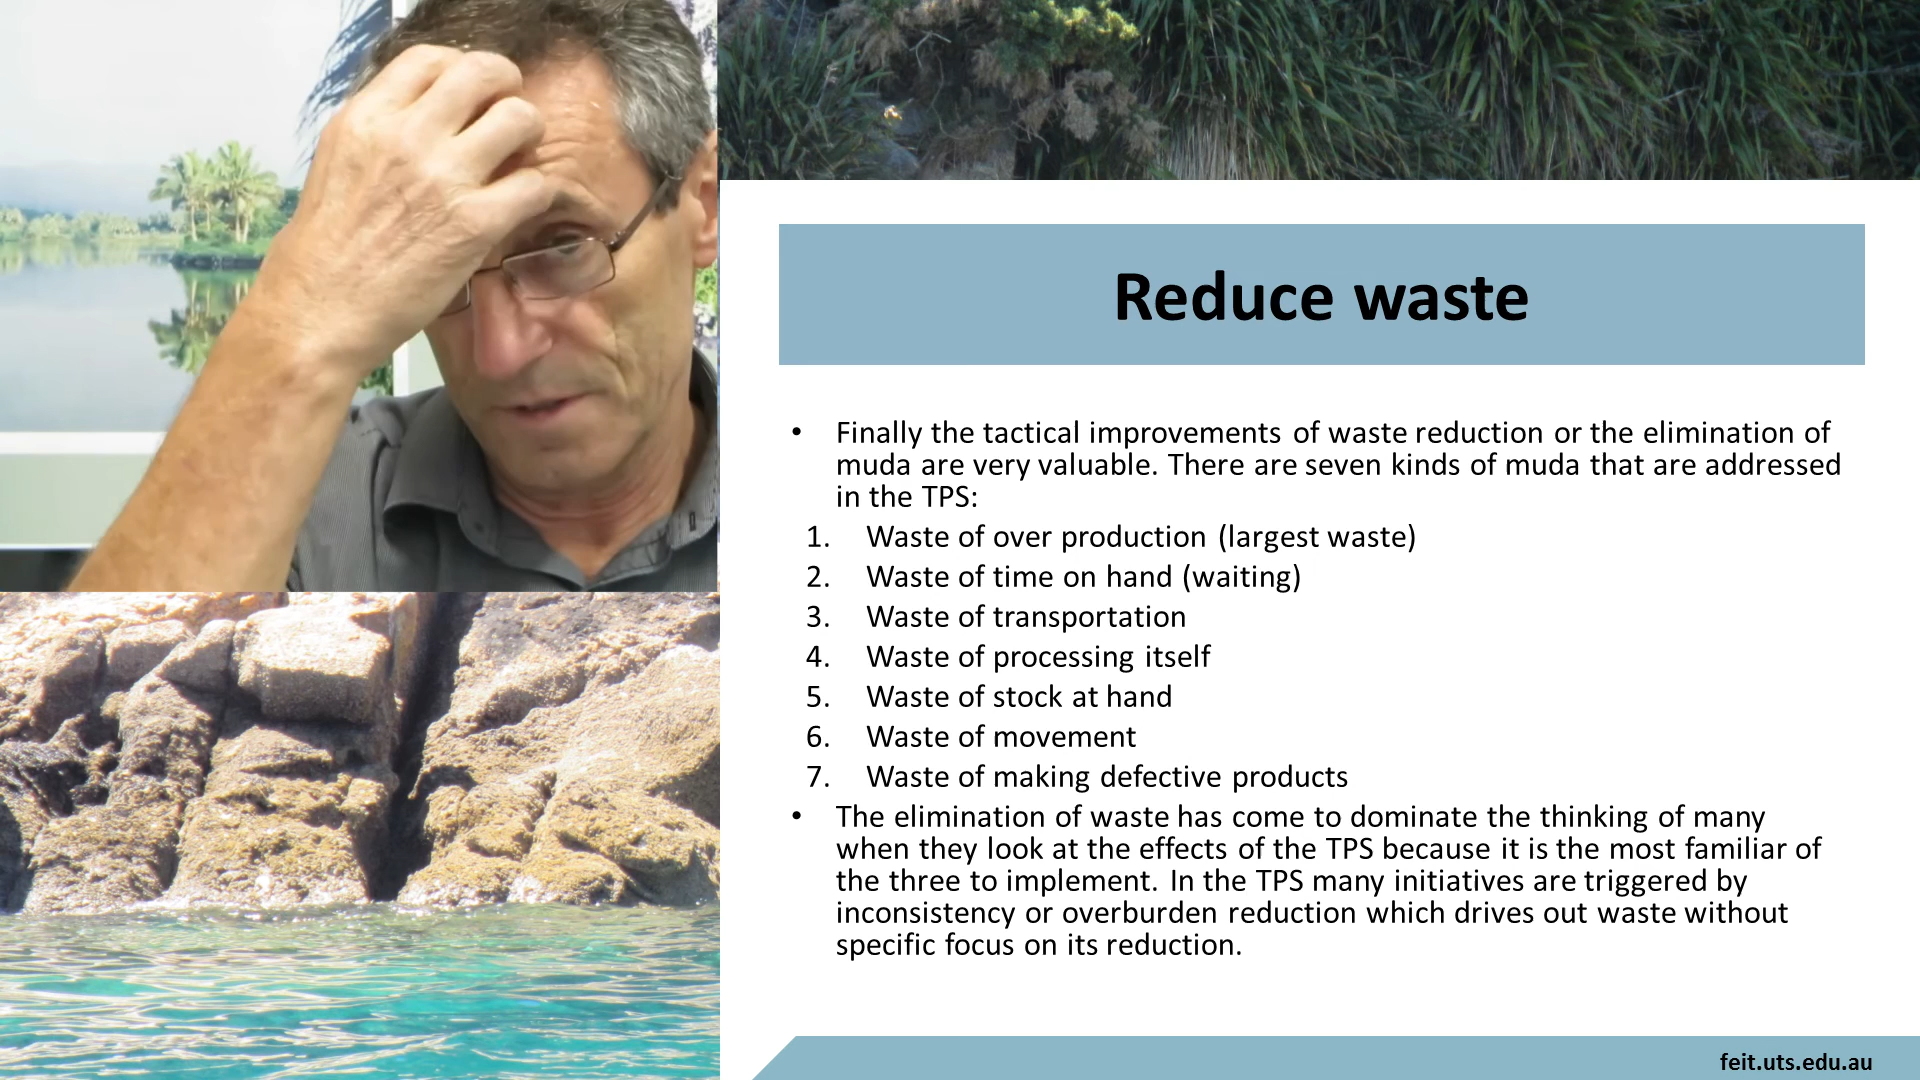 Reduce waste
• Finally the tactical improvements of waste reduction or the elimination of
muda are very valuable. There are seven kinds of muda that are addressed
in the TPS:
1. Waste of over production (largest waste)
2. Waste of time on hand (waiting)
3. Waste of transportation
4. Waste of processing itself
5. Waste of stock at hand
6. Waste of movement
7. Waste of making defective products
• The elimination of waste has come to dominate the thinking of many
when they look at the effects of the TPS because it is the most familiar of
the three to implement. In the TPS many initiatives are triggered by
inconsistency or overburden reduction which drives out waste without
specific focus on its reduction.
feit.uts.edu.au